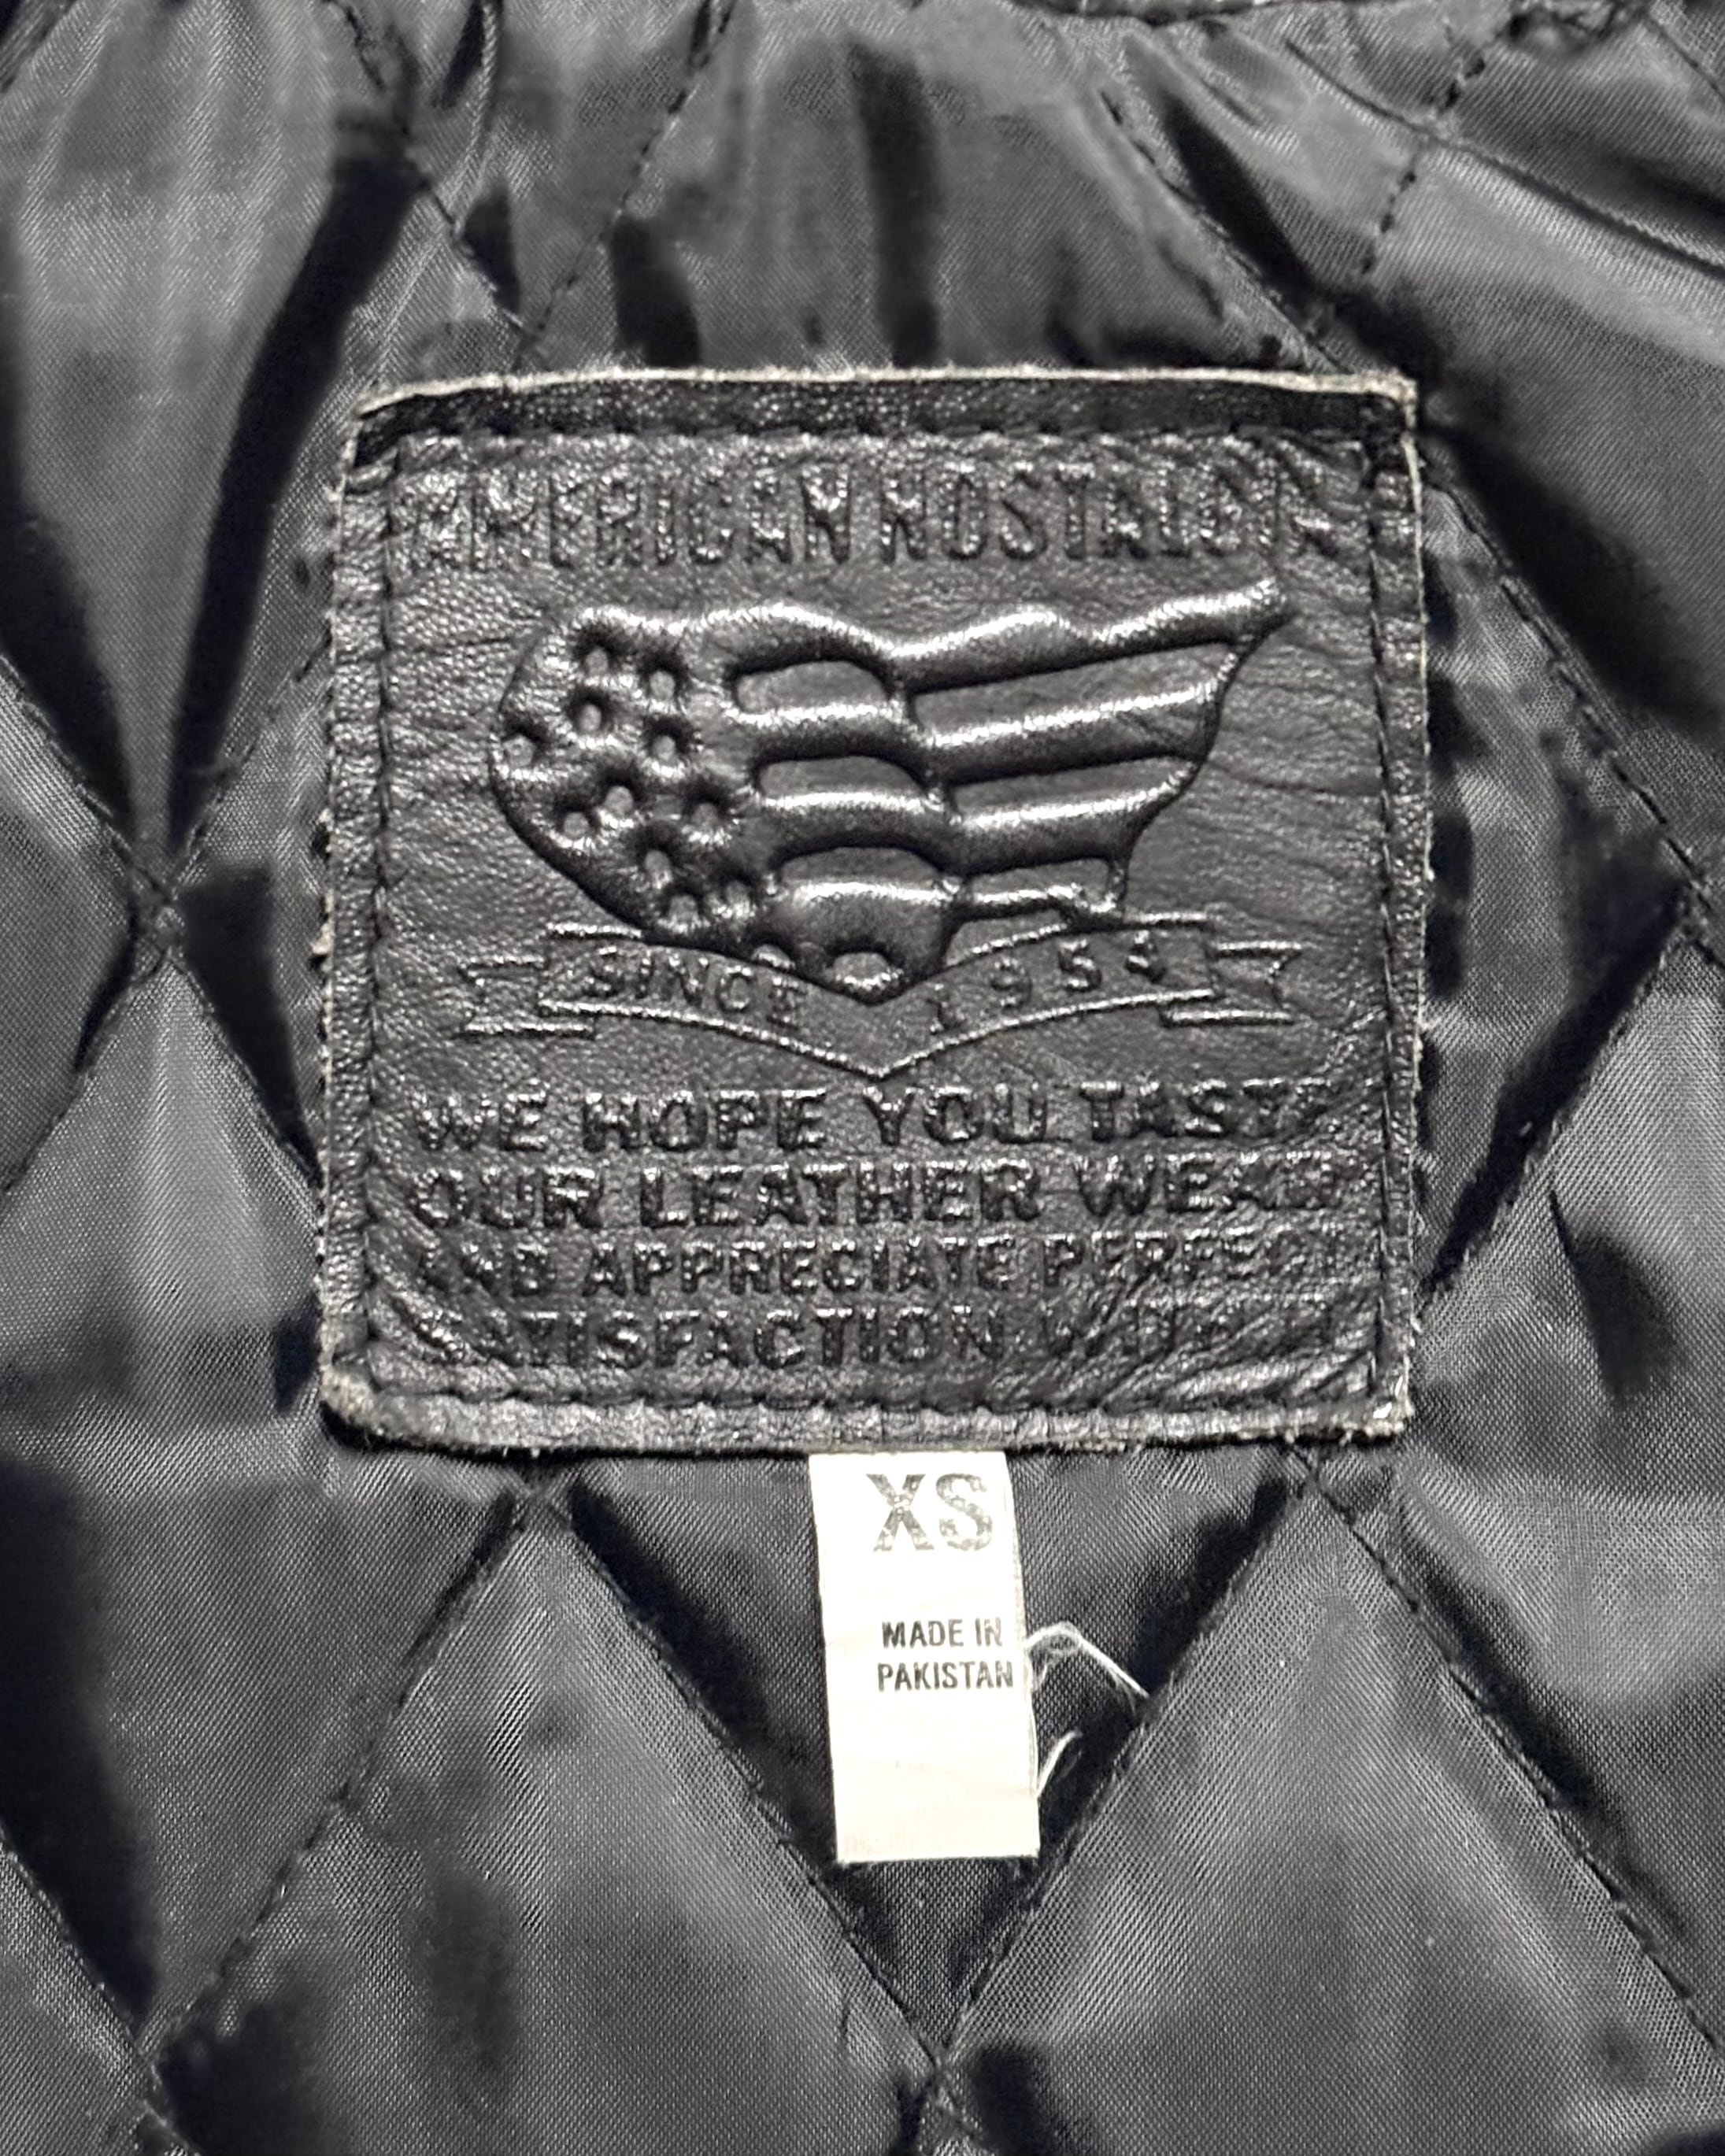 AMERICAN NOSTALGIA
SINCE 1954
WE HOPE YOU TASTE
OUR LEATHER WEAR
AND APPRECIATE PERFECT
SATISFACTION WITH
XS
MADE IN
PAKISTAN